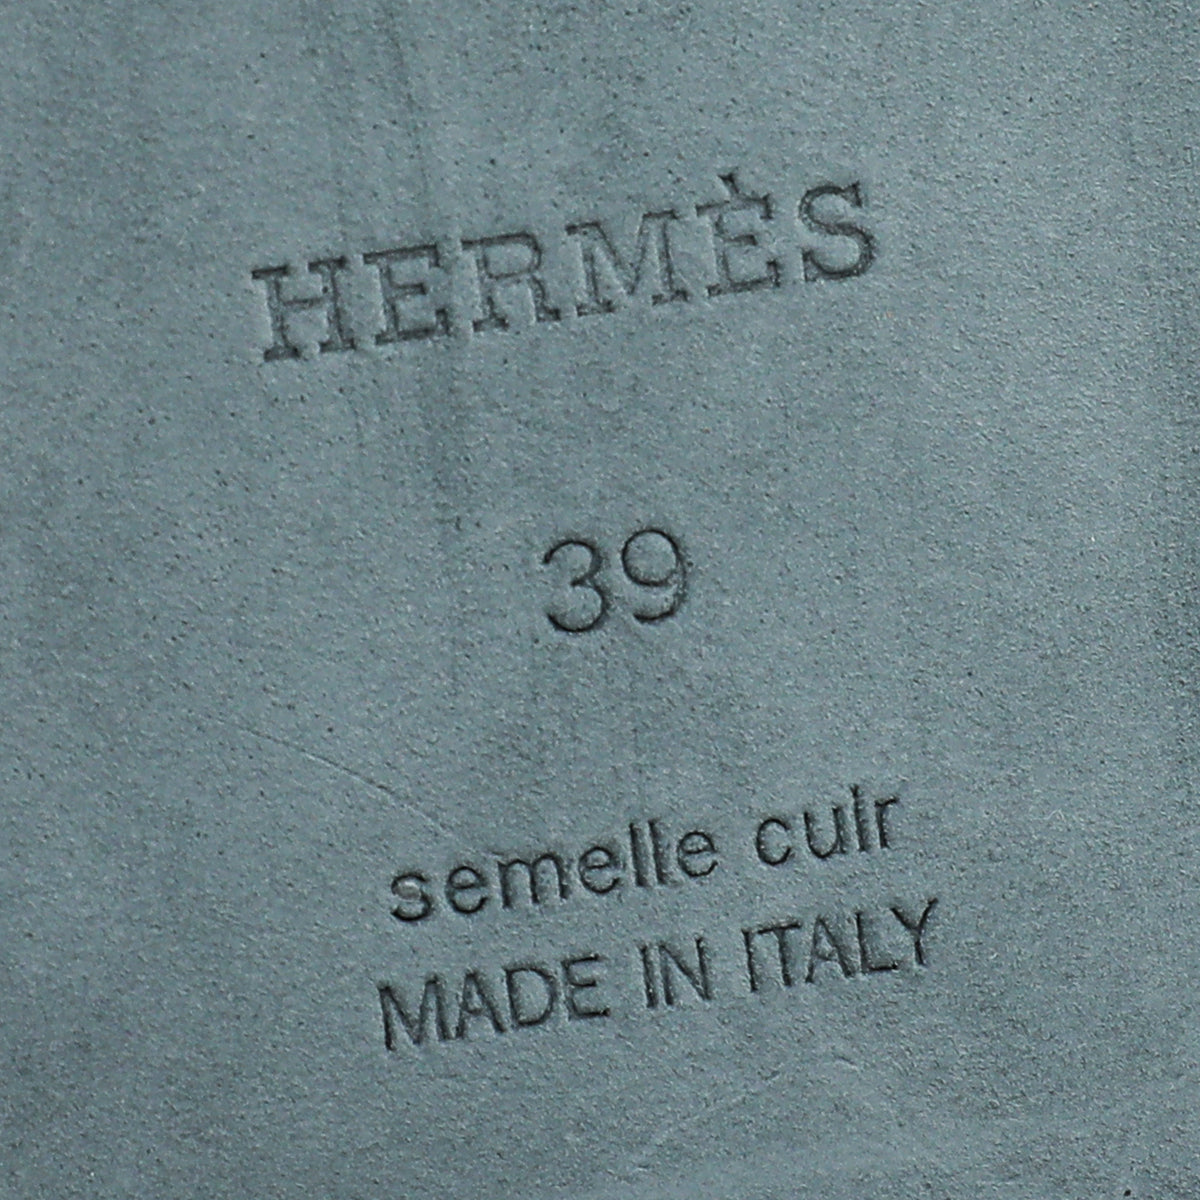 HERMÈS
39
semelle cuir
MADE IN ITALY